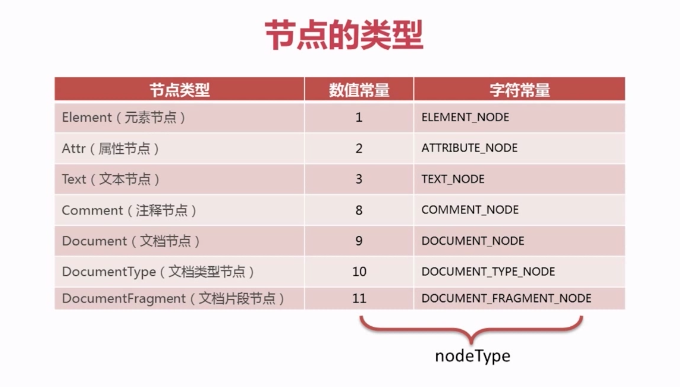 节点的类型
节点类型 数值常量 字符常量
Element（元素节点） 1 ELEMENT_NODE
Attr（属性节点） 2 ATTRIBUTE_NODE
Text（文本节点） 3 TEXT_NODE
Comment（注释节点） 8 COMMENT_NODE
Document（文档节点） 9 DOCUMENT_NODE
DocumentType（文档类型节点） 10 DOCUMENT_TYPE_NODE
DocumentFragment（文档片段节点） 11 DOCUMENT_FRAGMENT_NODE
nodeType